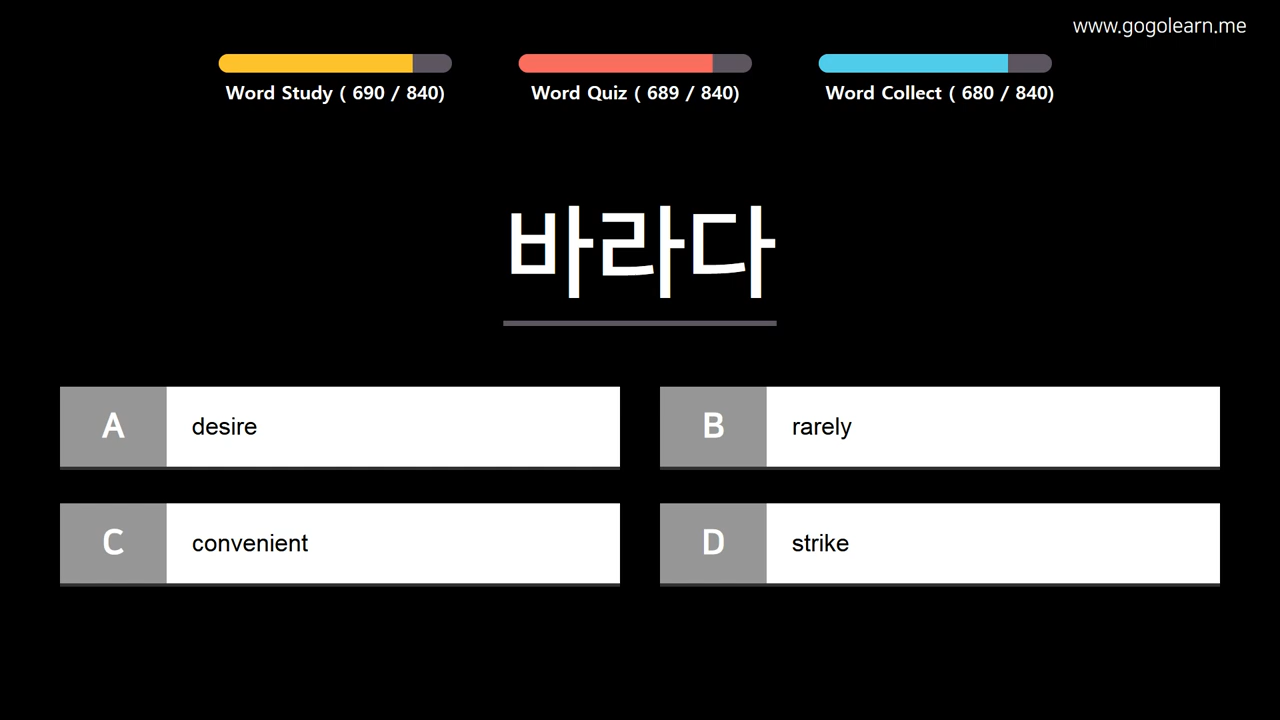 www.gogolearn.me
Word Study ( 690 / 840)
Word Quiz ( 689 / 840)
Word Collect ( 680 / 840)
바라다
A desire
B rarely
C convenient
D strike